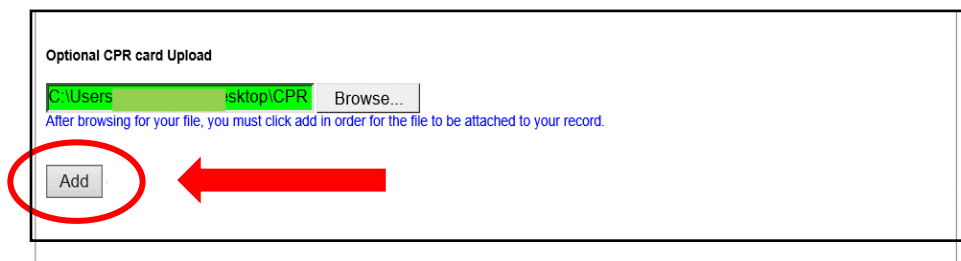 Optional CPR card Upload
C:\Users esktop\CPR Browse...
After browsing for your file, you must click add in order for the file to be attached to your record.
Add